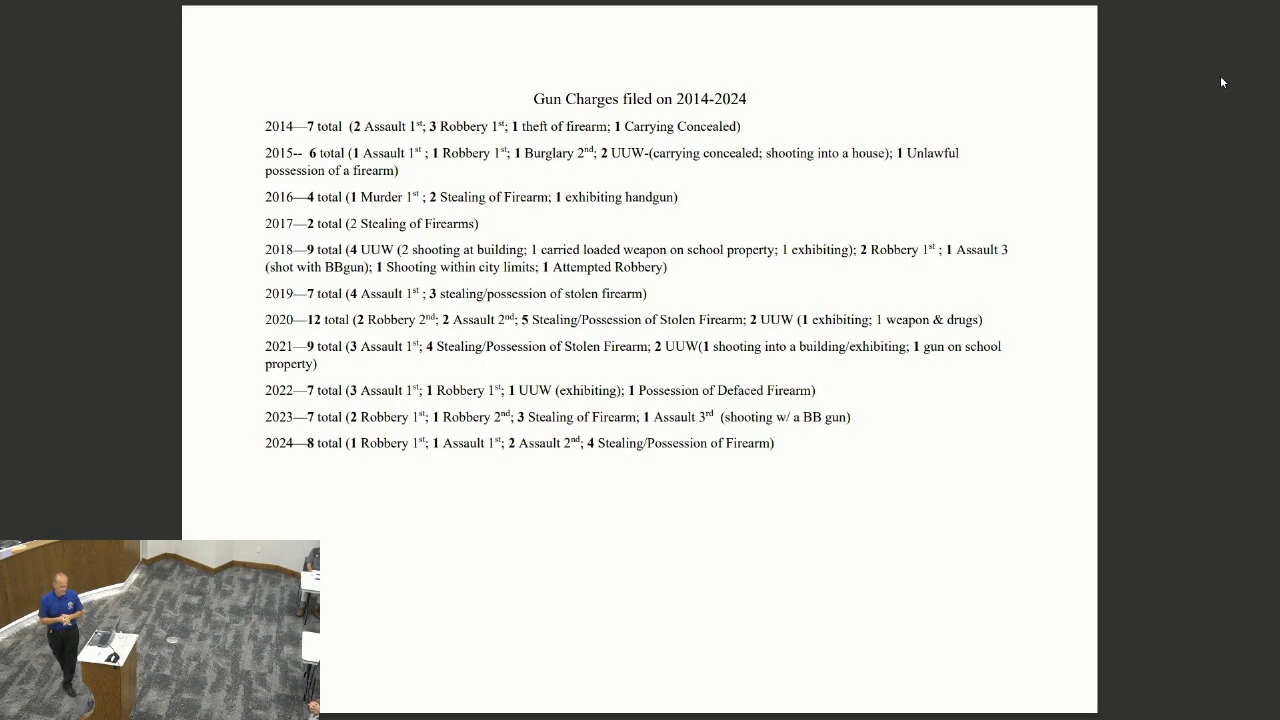 Gun Charges filed on 2014-2024
2014—7 total (2 Assault 1st; 3 Robbery 1st; 1 theft of firearm; 1 Carrying Concealed)
2015-- 6 total (1 Assault 1st ; 1 Robbery 1st; 1 Burglary 2nd; 2 UUW-(carrying concealed; shooting into a house); 1 Unlawful
possession of a firearm)
2016—4 total (1 Murder 1st ; 2 Stealing of Firearm; 1 exhibiting handgun)
2017—2 total (2 Stealing of Firearms)
2018—9 total (4 UUW (2 shooting at building; 1 carried loaded weapon on school property; 1 exhibiting); 2 Robbery 1st ; 1 Assault 3
(shot with BBgun); 1 Shooting within city limits; 1 Attempted Robbery)
2019—7 total (4 Assault 1st ; 3 stealing/possession of stolen firearm)
2020—12 total (2 Robbery 2nd; 2 Assault 2nd; 5 Stealing/Possession of Stolen Firearm; 2 UUW (1 exhibiting; 1 weapon & drugs)
2021—9 total (3 Assault 1st; 4 Stealing/Possession of Stolen Firearm; 2 UUW(1 shooting into a building/exhibiting; 1 gun on school
property)
2022—7 total (3 Assault 1st; 1 Robbery 1st; 1 UUW (exhibiting); 1 Possession of Defaced Firearm)
2023—7 total (2 Robbery 1st; 1 Robbery 2nd; 3 Stealing of Firearm; 1 Assault 3rd (shooting w/ a BB gun)
2024—8 total (1 Robbery 1st; 1 Assault 1st; 2 Assault 2nd; 4 Stealing/Possession of Firearm)